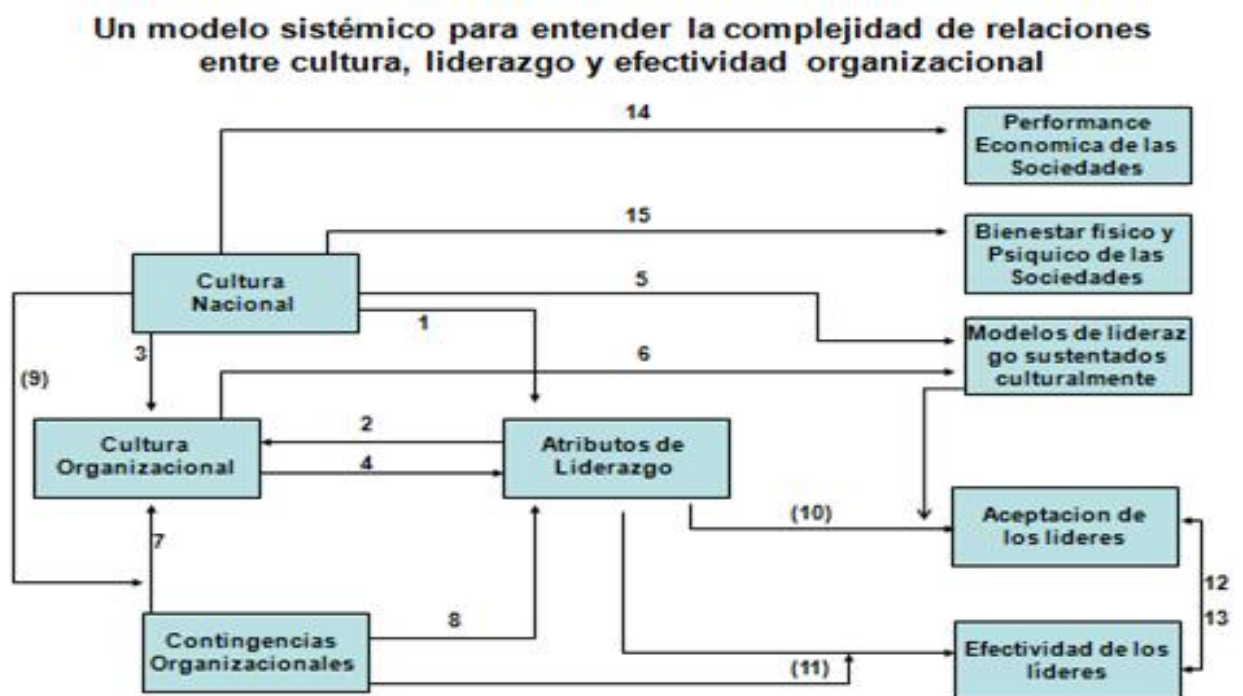 Un modelo sistémico para entender la complejidad de relaciones
entre cultura, liderazgo y efectividad organizacional
14
Performance
Economica de las
Sociedades
15
Bienestar fisico y
Psiquico de las
Sociedades
Cultura
Nacional
5
1
3
6
Modelos de lideraz
go sustentados
culturalmente
(9)
2
Cultura
Organizacional
4
Atributos de
Liderazgo
(10)
Aceptacion de
los lideres
7
12
13
8
Contingencias
Organizacionales
(11)
Efectividad de los
líderes